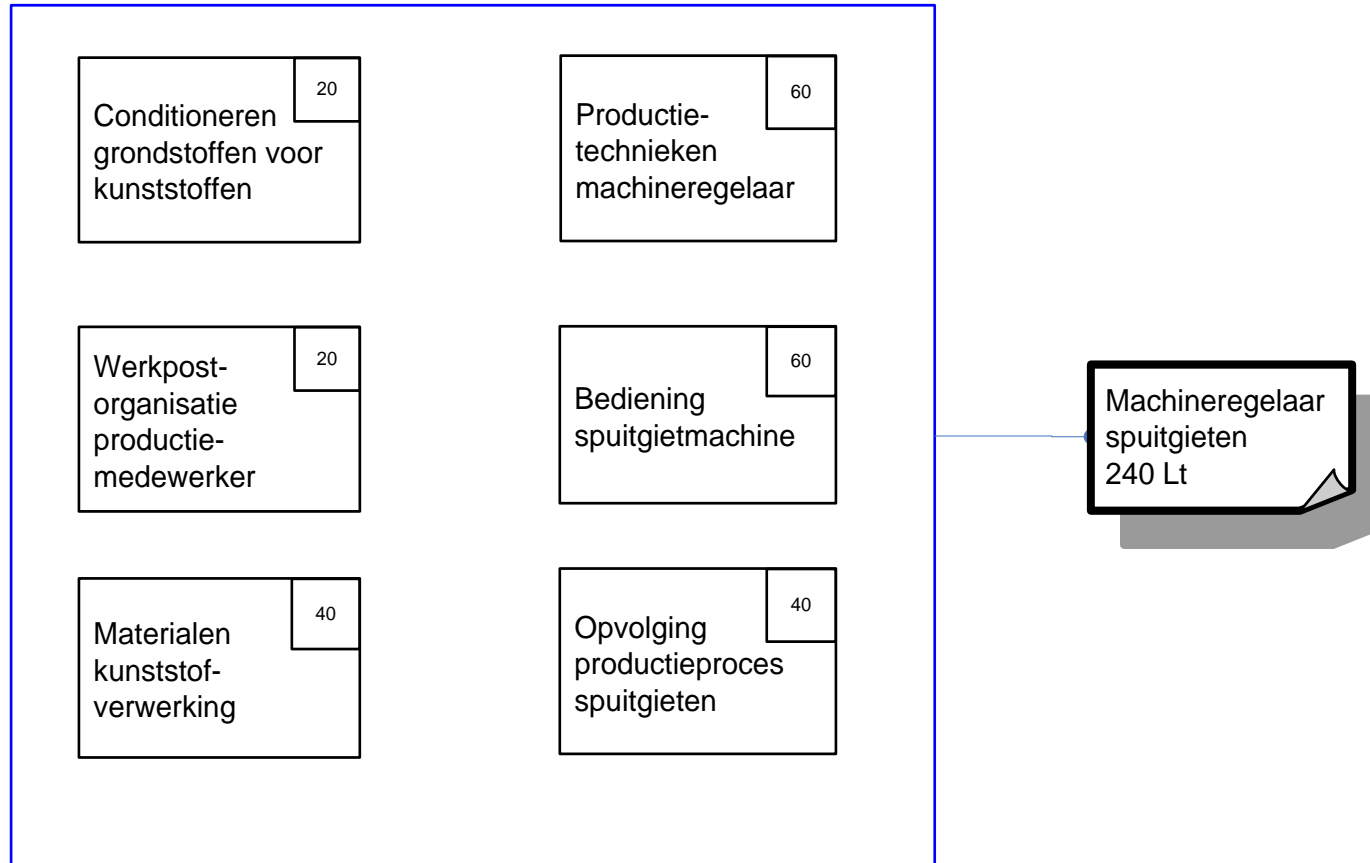 20
Conditioneren
grondstoffen voor
kunststoffen
60
Productie-
technieken
machineregelaar
20
Werkpost-
organisatie
productie-
medewerker
60
Bediening
spuitgietmachine
Machineregelaar
spuitgieten
240 Lt
40
Materialen
kunststof-
verwerking
40
Opvolging
productieproces
spuitgieten